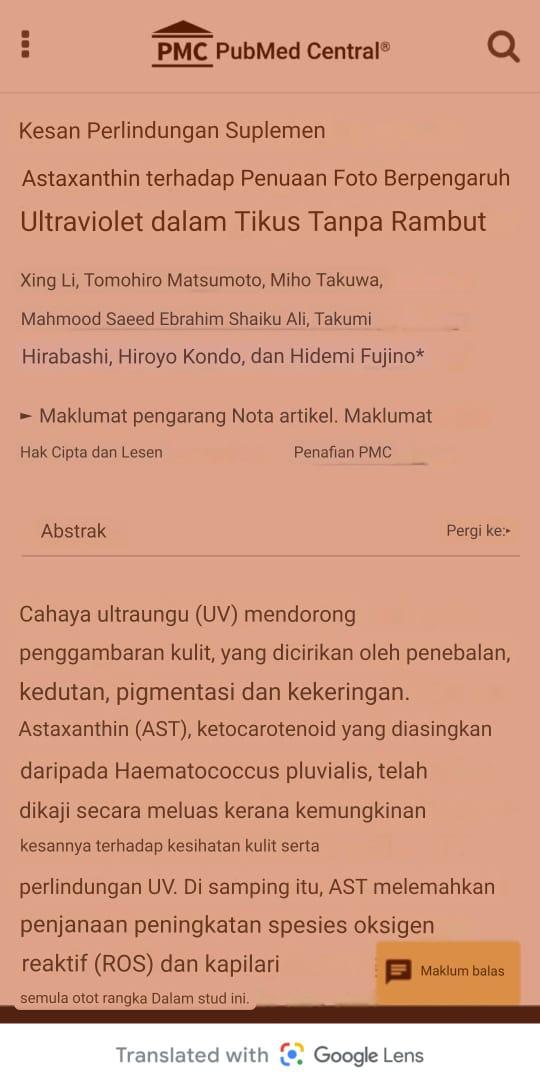 PMC PubMed Central®
Kesan Perlindungan Suplemen
Astaxanthin terhadap Penuaan Foto Berpengaruh
Ultraviolet dalam Tikus Tanpa Rambut
Xing Li, Tomohiro Matsumoto, Miho Takuwa,
Mahmood Saeed Ebrahim Shaiku Ali, Takumi
Hirabashi, Hiroyo Kondo, dan Hidemi Fujino*
► Maklumat pengarang Nota artikel. Maklumat
Hak Cipta dan Lesen Penafian PMC
Abstrak Pergi ke:▸
Cahaya ultraungu (UV) mendorong
penggambaran kulit, yang dicirikan oleh penebalan,
kedutan, pigmentasi dan kekeringan.
Astaxanthin (AST), ketocarotenoid yang diasingkan
daripada Haematococcus pluvialis, telah
dikaji secara meluas kerana kemungkinan
kesannya terhadap kesihatan kulit serta
perlindungan UV. Di samping itu, AST melemahkan
penjanaan peningkatan spesies oksigen
reaktif (ROS) dan kapilari
Maklum balas
semula otot rangka Dalam stud ini.
Translated with Google Lens